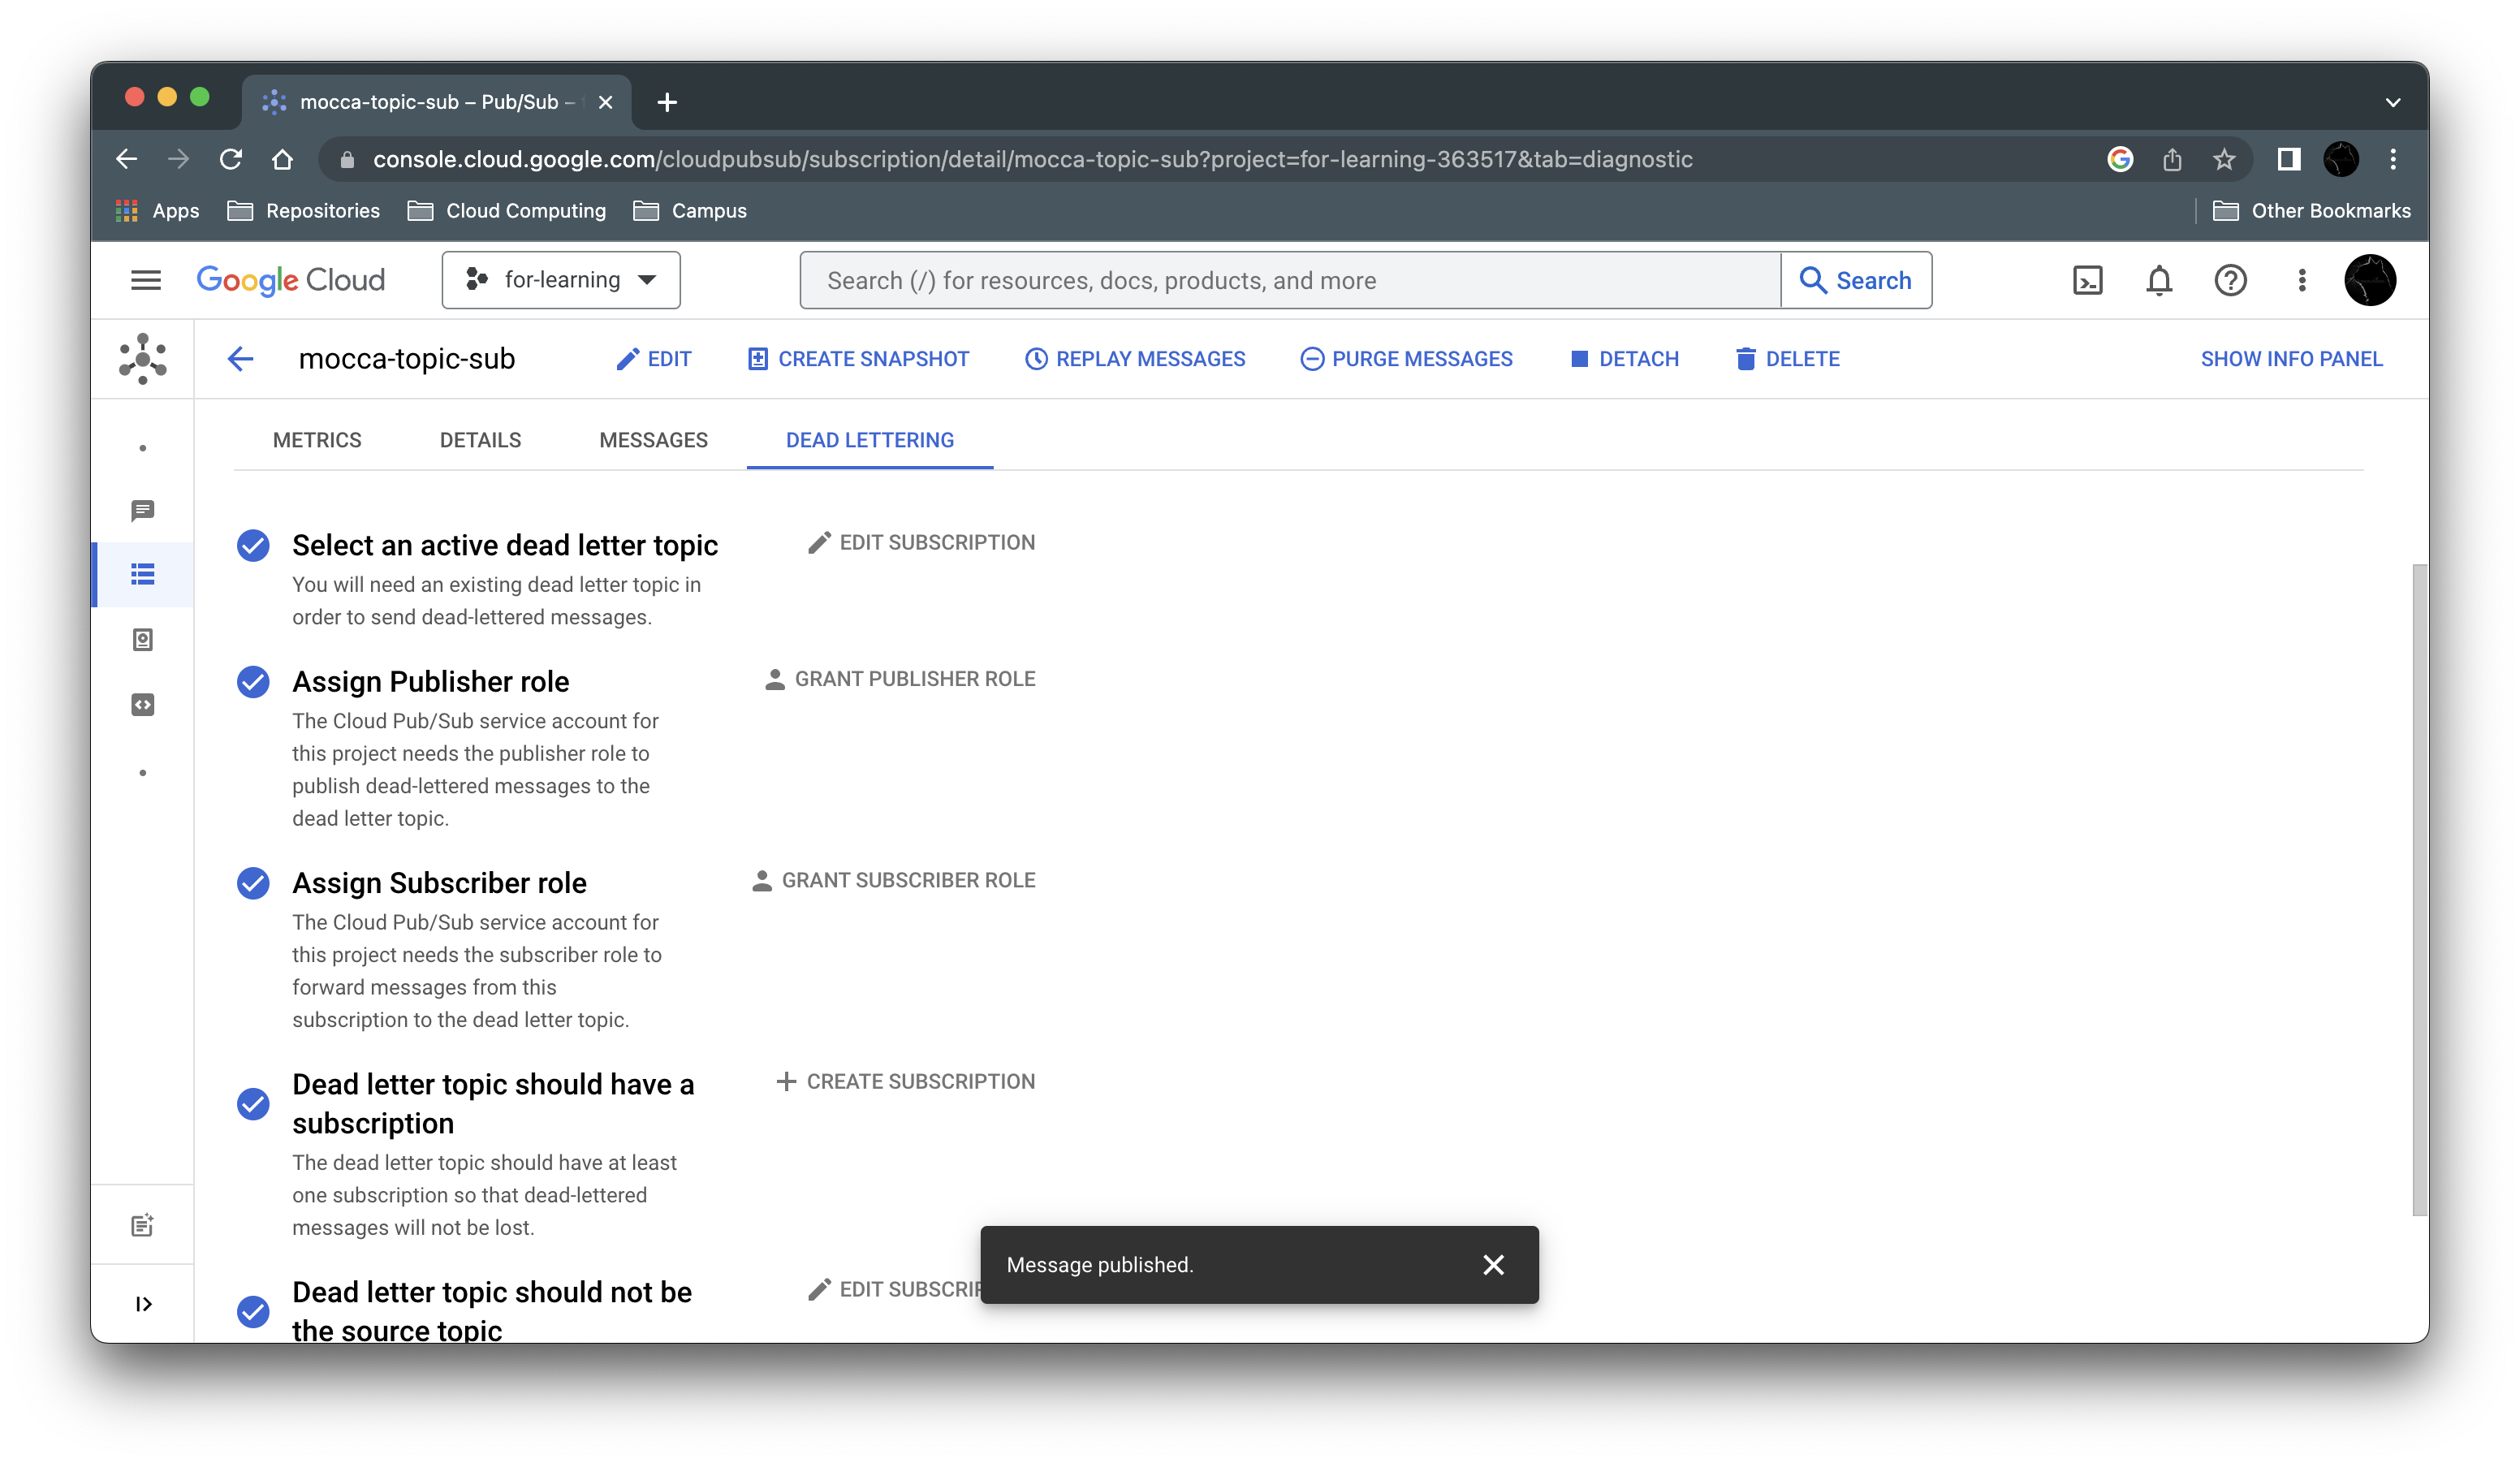 mocca-topic-sub – Pub/Sub –
console.cloud.google.com/cloudpubsub/subscription/detail/mocca-topic-sub?project=for-learning-363517&tab=diagnostic
Apps Repositories Cloud Computing Campus Other Bookmarks
Google Cloud for-learning Search (/) for resources, docs, products, and more Search
mocca-topic-sub EDIT CREATE SNAPSHOT REPLAY MESSAGES PURGE MESSAGES DETACH DELETE SHOW INFO PANEL
METRICS DETAILS MESSAGES DEAD LETTERING
Select an active dead letter topic EDIT SUBSCRIPTION
You will need an existing dead letter topic in
order to send dead-lettered messages.
Assign Publisher role GRANT PUBLISHER ROLE
The Cloud Pub/Sub service account for
this project needs the publisher role to
publish dead-lettered messages to the
dead letter topic.
Assign Subscriber role GRANT SUBSCRIBER ROLE
The Cloud Pub/Sub service account for
this project needs the subscriber role to
forward messages from this
subscription to the dead letter topic.
Dead letter topic should have a CREATE SUBSCRIPTION
subscription
The dead letter topic should have at least
one subscription so that dead-lettered
messages will not be lost.
Message published.
Dead letter topic should not be EDIT SUBSCRIP
the source topic